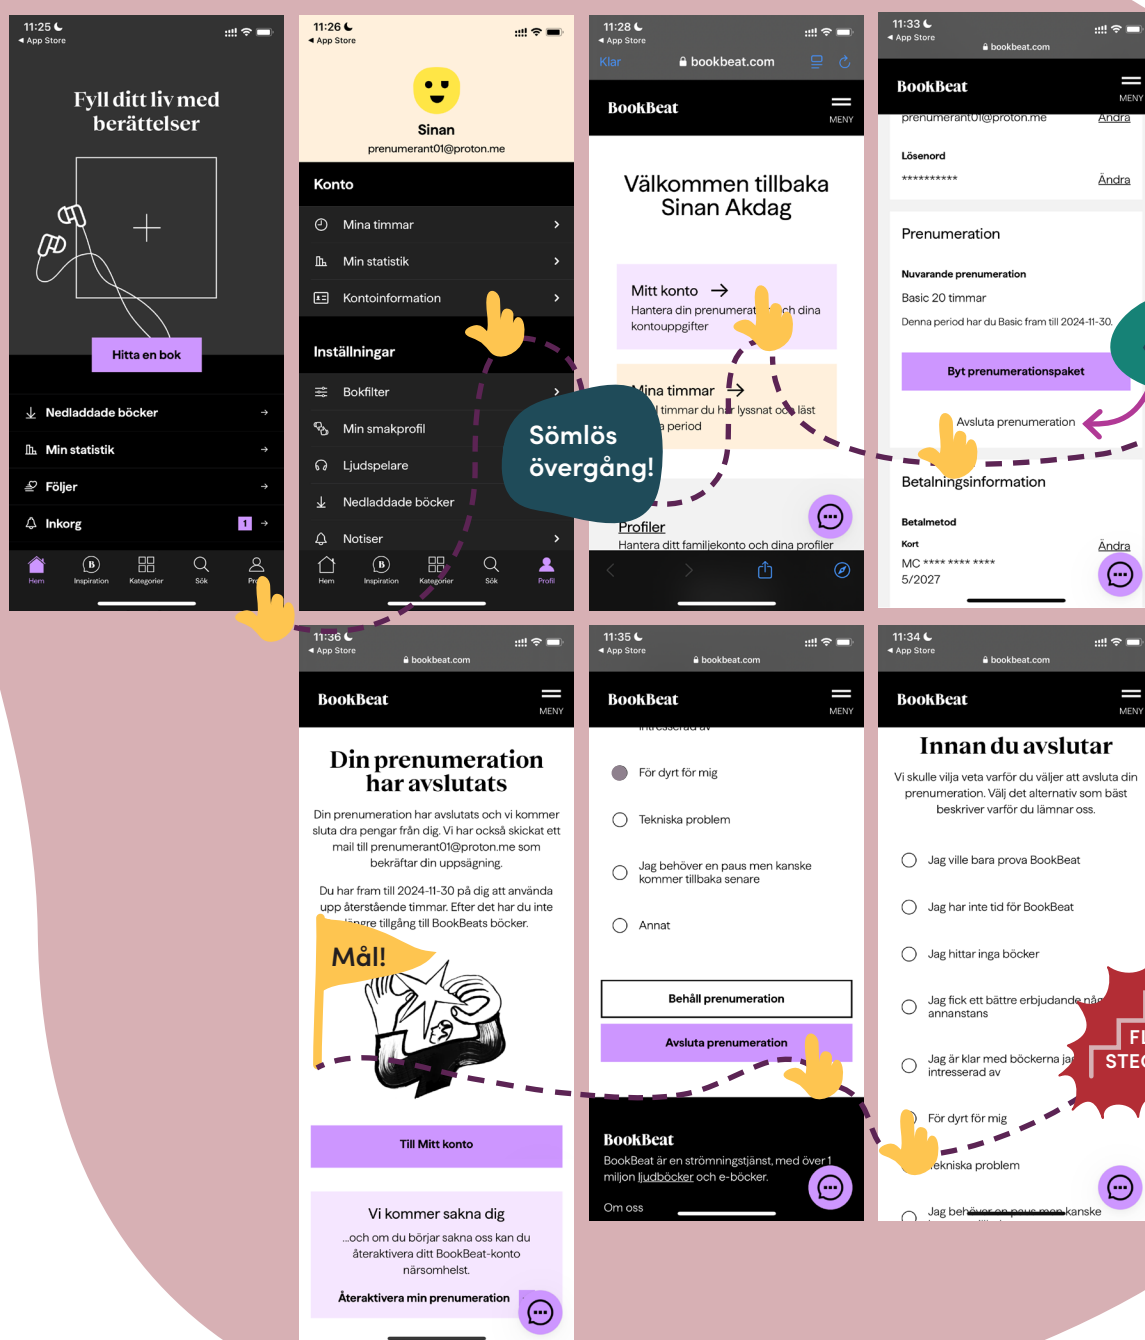 11:25
◄ App Store
Fyll ditt liv med
berättelser
Hitta en bok
Nedladdade böcker
Min statistik
Följer
Inkorg
1
Hem
Inspiration
Kategorier
Sök
11:26
◄ App Store
Sinan
prenumerant01@proton.me
Konto
Mina timmar
Min statistik
Kontoinformation
Inställningar
Bokfilter
Min smakprofil
Ljudspelare
Nedladdade böcker
Notiser
Hem
Inspiration
Kategorier
Sök
Profil
Sömlös
övergång!
11:28
◄ App Store
Klar
bookbeat.com
BookBeat
MENY
Välkommen tillbaka
Sinan Akdag
Mitt konto →
Hantera din prenumerat ch dina
kontouppgifter
Mina timmar →
timmar du har lyssnat och läst
period
Profiler
Hantera ditt familjekonto och dina profiler
11:33
◄ App Store
bookbeat.com
BookBeat
MENY
prenumerant01@proton.me
Ändra
Lösenord
**********
Ändra
Prenumeration
Nuvarande prenumeration
Basic 20 timmar
Denna period har du Basic fram till 2024-11-30.
Byt prenumerationspaket
Avsluta prenumeration
Betalningsinformation
Betalmetod
Kort
Ändra
MC **** **** ****
5/2027
11:36
◄ App Store
bookbeat.com
BookBeat
MENY
Din prenumeration
har avslutats
Din prenumeration har avslutats och vi kommer
sluta dra pengar från dig. Vi har också skickat ett
mail till prenumerant01@proton.me som
bekräftar din uppsägning.
Du har fram till 2024-11-30 på dig att använda
upp återstående timmar. Efter det har du inte
längre tillgång till BookBeats böcker.
Mål!
Till Mitt konto
Vi kommer sakna dig
...och om du börjar sakna oss kan du
återaktivera ditt BookBeat-konto
närsomhelst.
Återaktivera min prenumeration
11:35
◄ App Store
bookbeat.com
BookBeat
MENY
intresserad av
För dyrt för mig
Tekniska problem
Jag behöver en paus men kanske
kommer tillbaka senare
Annat
Behåll prenumeration
Avsluta prenumeration
BookBeat
BookBeat är en strömningstjänst, med över 1
miljon ljudböcker och e-böcker.
Om oss
11:34
◄ App Store
bookbeat.com
BookBeat
MENY
Innan du avslutar
Vi skulle vilja veta varför du väljer att avsluta din
prenumeration. Välj det alternativ som bäst
beskriver varför du lämnar oss.
Jag ville bara prova BookBeat
Jag har inte tid för BookBeat
Jag hittar inga böcker
Jag fick ett bättre erbjudande
annanstans
Jag är klar med böckerna
intresserad av
För dyrt för mig
Tekniska problem
Jag behöver en paus men kanske